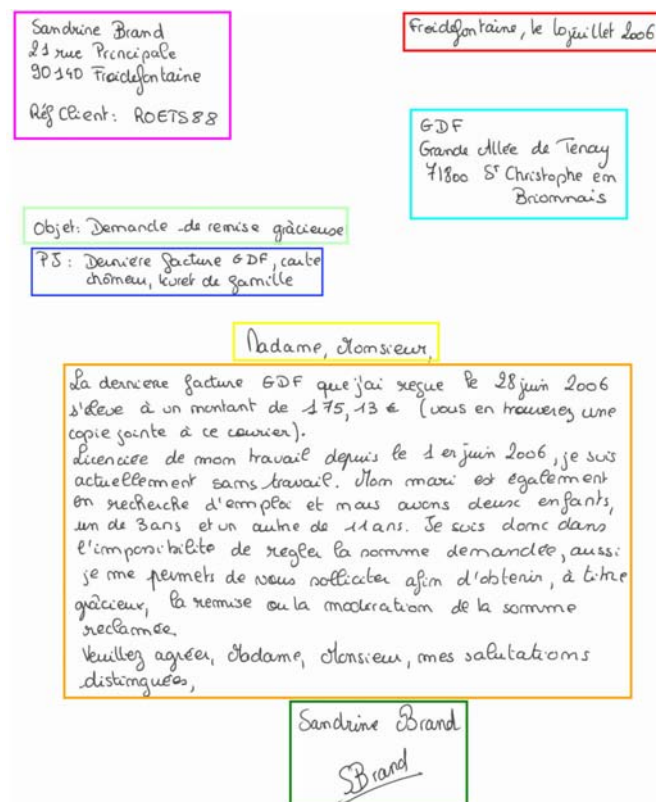 Sandrine Brand
21 rue Principale
90140 Froidefontaine
Réf Client: ROETS88
Froidefontaine, le 10 juillet 2006
GDF
Grande Allée de Tenay
71800 St Christophe en
Brionnais
Objet: Demande de remise grâcieuse
PJ: Dernière facture GDF, carte
chômeur, livret de famille
Madame, Monsieur,
La dernière facture GDF que j'ai reçue le 28 juin 2006
s'élève à un montant de 175,13 € (vous en trouverez une
copie jointe à ce courier).
Licenciée de mon travail depuis le 1er juin 2006, je suis
actuellement sans travail. Mon mari est également
en recherche d'emploi et nous avons deux enfants,
un de 3 ans et un autre de 11 ans. Je suis donc dans
l'impossibilité de régler la somme demandée, aussi
je me permets de vous solliciter afin d'obtenir, à titre
grâcieux, la remise ou la modération de la somme
réclamée.
Veuillez agréer, Madame, Monsieur, mes salutations
distinguées,
Sandrine Brand
SBrand